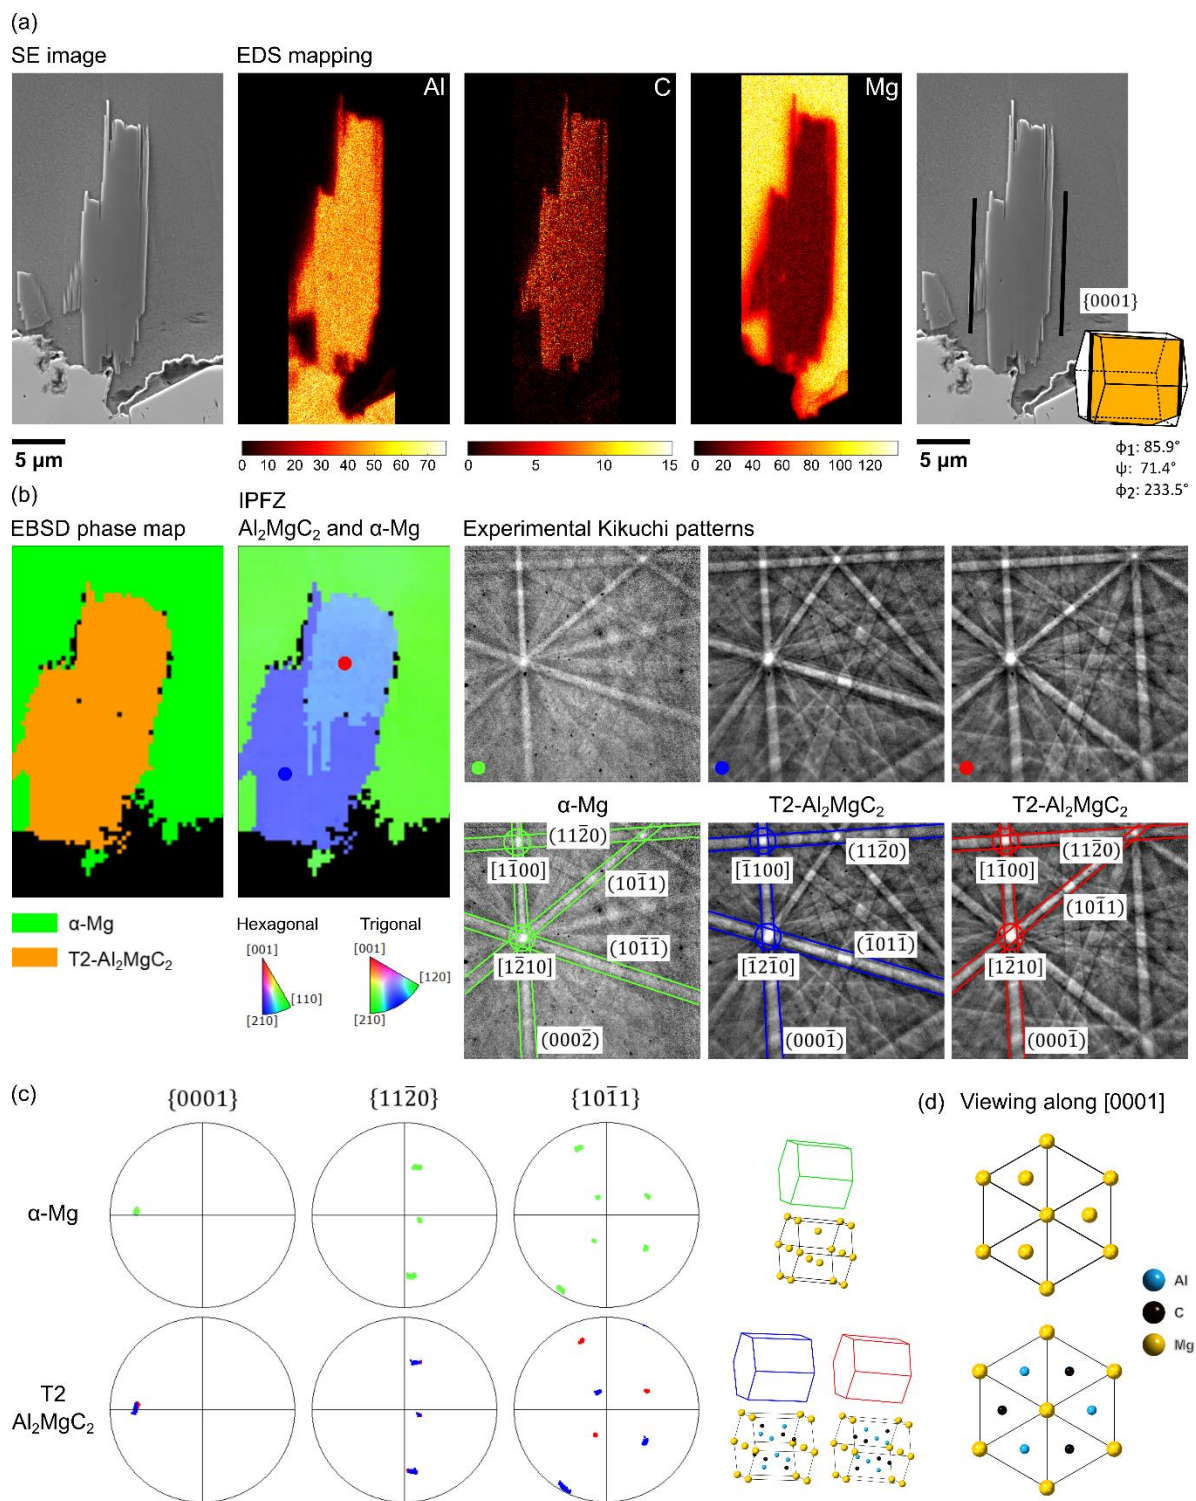 (a)
SE image
EDS mapping
Al
C
Mg
{0001}
0 10 20 30 40 50 60 70
0 5 10 15
0 20 40 60 80 100 120
5 µm
5 µm
ϕ₁: 85.9°
ψ: 71.4°
ϕ₂: 233.5°
(b)
EBSD phase map
IPFZ
Al₂MgC₂ and α-Mg
Experimental Kikuchi patterns
α-Mg
T2-Al₂MgC₂
T2-Al₂MgC₂
(112̄0)
[11̄00]
(101̄1)
(101̄1̄)
[12̄10]
(0002̄)
(112̄0)
[1̄100]
(1̄011̄)
[1̄21̄0]
(0001̄)
(112̄0)
[11̄00]
(101̄1)
[12̄10]
(0001̄)
α-Mg
T2-Al₂MgC₂
Hexagonal
[001]
[110]
[210]
Trigonal
[001]
[120]
[210]
(c)
{0001}
{112̄0}
{101̄1}
α-Mg
T2
Al₂MgC₂
(d) Viewing along [0001]
Al
C
Mg